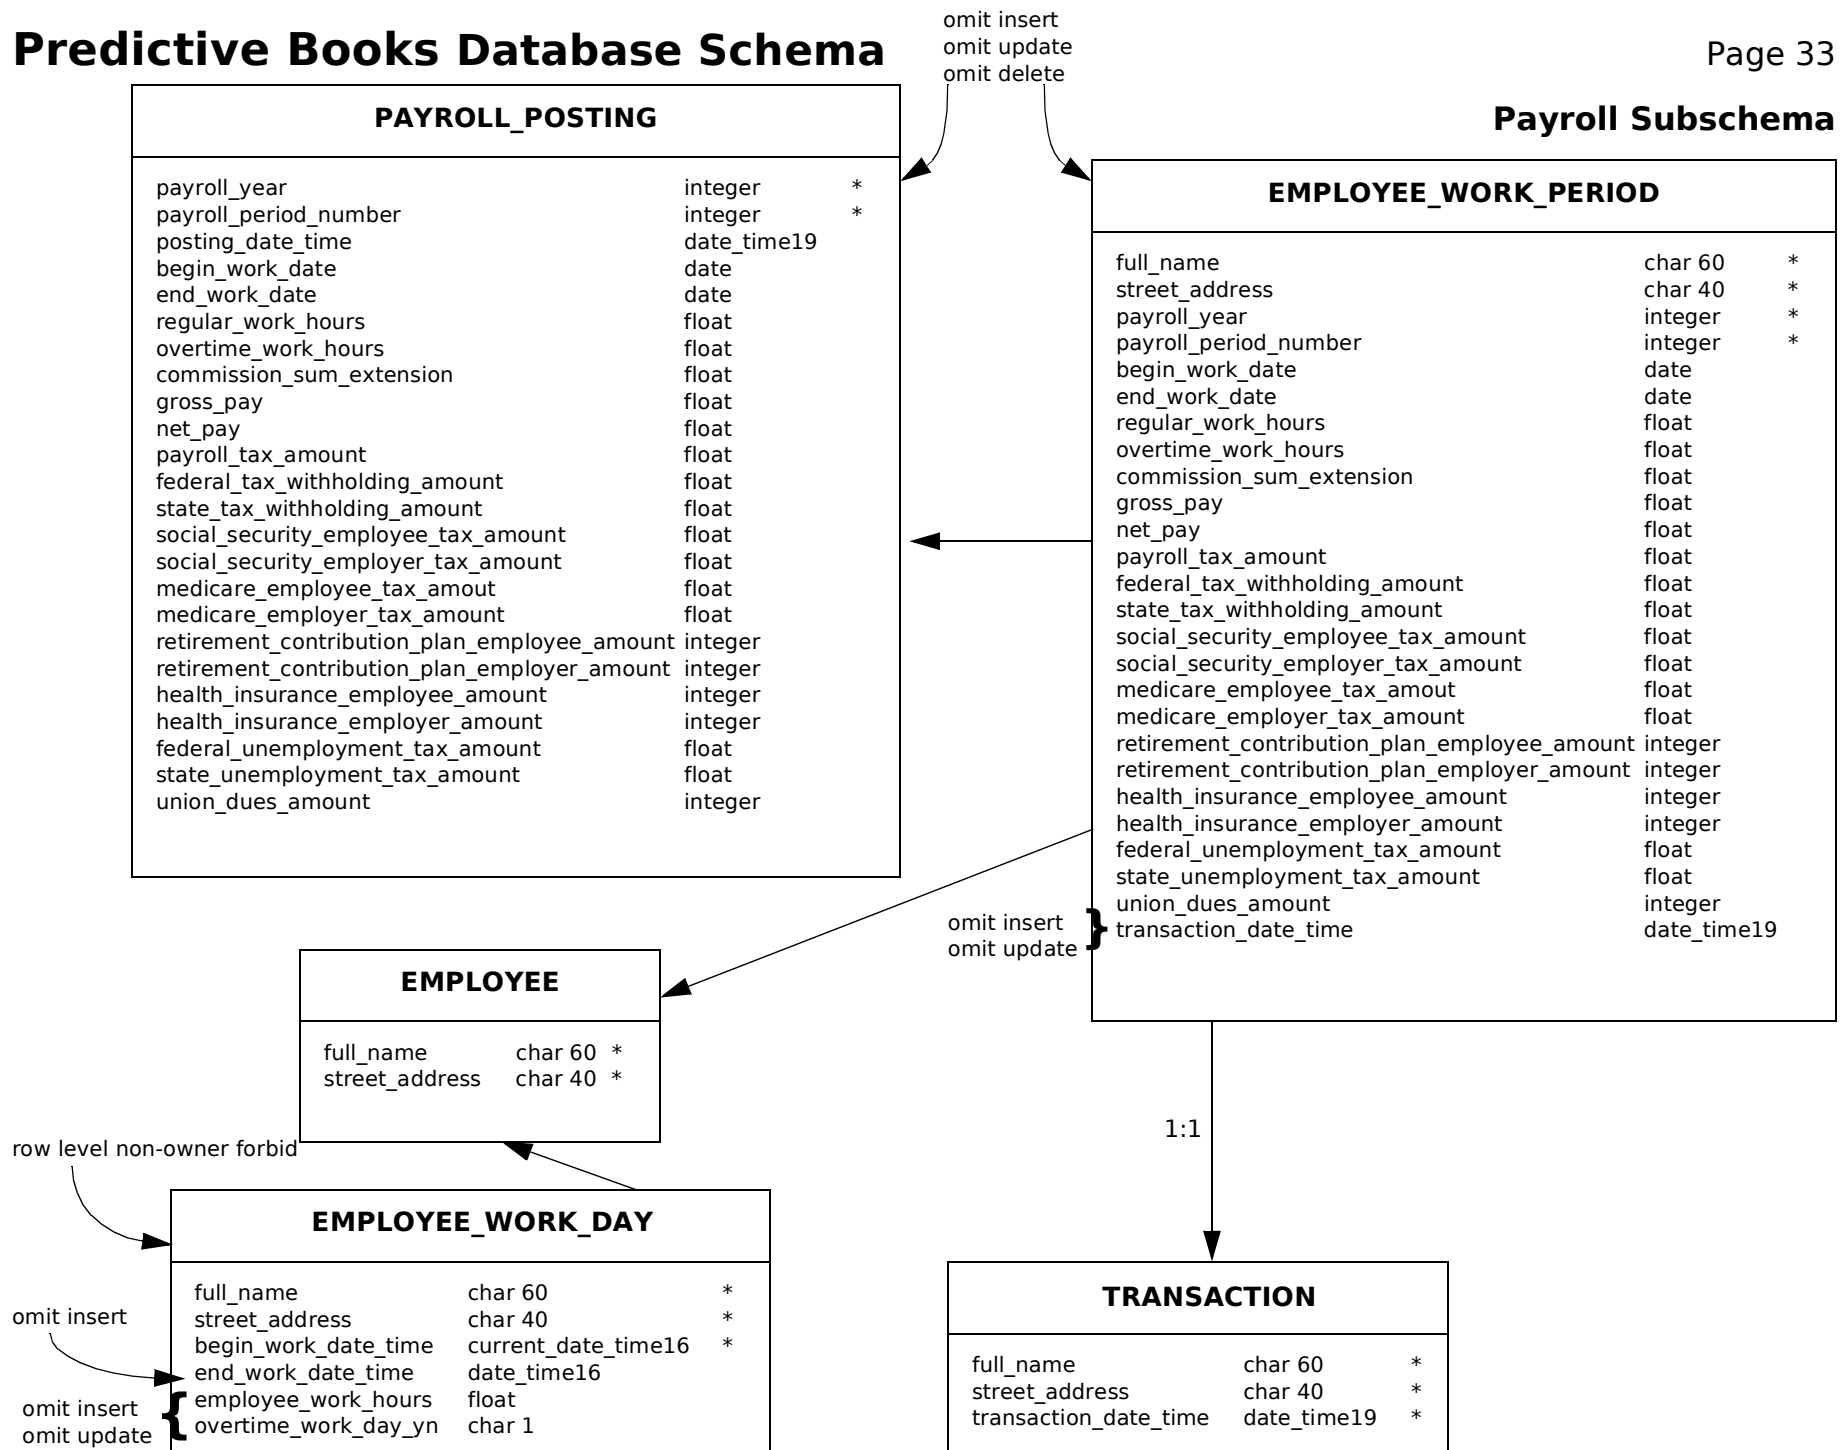 Predictive Books Database Schema
Page 33
Payroll Subschema
omit insert
omit update
omit delete
PAYROLL_POSTING
payroll_year integer *
payroll_period_number integer *
posting_date_time date_time19
begin_work_date date
end_work_date date
regular_work_hours float
overtime_work_hours float
commission_sum_extension float
gross_pay float
net_pay float
payroll_tax_amount float
federal_tax_withholding_amount float
state_tax_withholding_amount float
social_security_employee_tax_amount float
social_security_employer_tax_amount float
medicare_employee_tax_amout float
medicare_employer_tax_amount float
retirement_contribution_plan_employee_amount integer
retirement_contribution_plan_employer_amount integer
health_insurance_employee_amount integer
health_insurance_employer_amount integer
federal_unemployment_tax_amount float
state_unemployment_tax_amount float
union_dues_amount integer
EMPLOYEE_WORK_PERIOD
full_name char 60 *
street_address char 40 *
payroll_year integer *
payroll_period_number integer *
begin_work_date date
end_work_date date
regular_work_hours float
overtime_work_hours float
commission_sum_extension float
gross_pay float
net_pay float
payroll_tax_amount float
federal_tax_withholding_amount float
state_tax_withholding_amount float
social_security_employee_tax_amount float
social_security_employer_tax_amount float
medicare_employee_tax_amout float
medicare_employer_tax_amount float
retirement_contribution_plan_employee_amount integer
retirement_contribution_plan_employer_amount integer
health_insurance_employee_amount integer
health_insurance_employer_amount integer
federal_unemployment_tax_amount float
state_unemployment_tax_amount float
union_dues_amount integer
transaction_date_time date_time19
omit insert
omit update }
EMPLOYEE
full_name char 60 *
street_address char 40 *
row level non-owner forbid
1:1
EMPLOYEE_WORK_DAY
full_name char 60 *
street_address char 40 *
begin_work_date_time current_date_time16 *
end_work_date_time date_time16
employee_work_hours float
overtime_work_day_yn char 1
omit insert
omit insert
omit update {
TRANSACTION
full_name char 60 *
street_address char 40 *
transaction_date_time date_time19 *